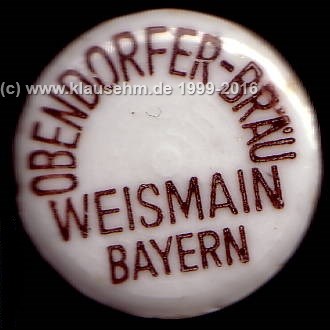 OBENDORFER-BRÄU
(c) www.klausehm.de 1999-2016
WEISMAIN
BAYERN